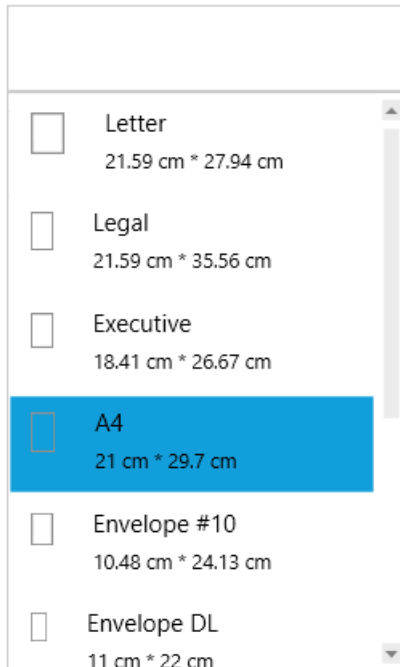 Letter
21.59 cm * 27.94 cm
Legal
21.59 cm * 35.56 cm
Executive
18.41 cm * 26.67 cm
A4
21 cm * 29.7 cm
Envelope #10
10.48 cm * 24.13 cm
Envelope DL
11 cm * 22 cm